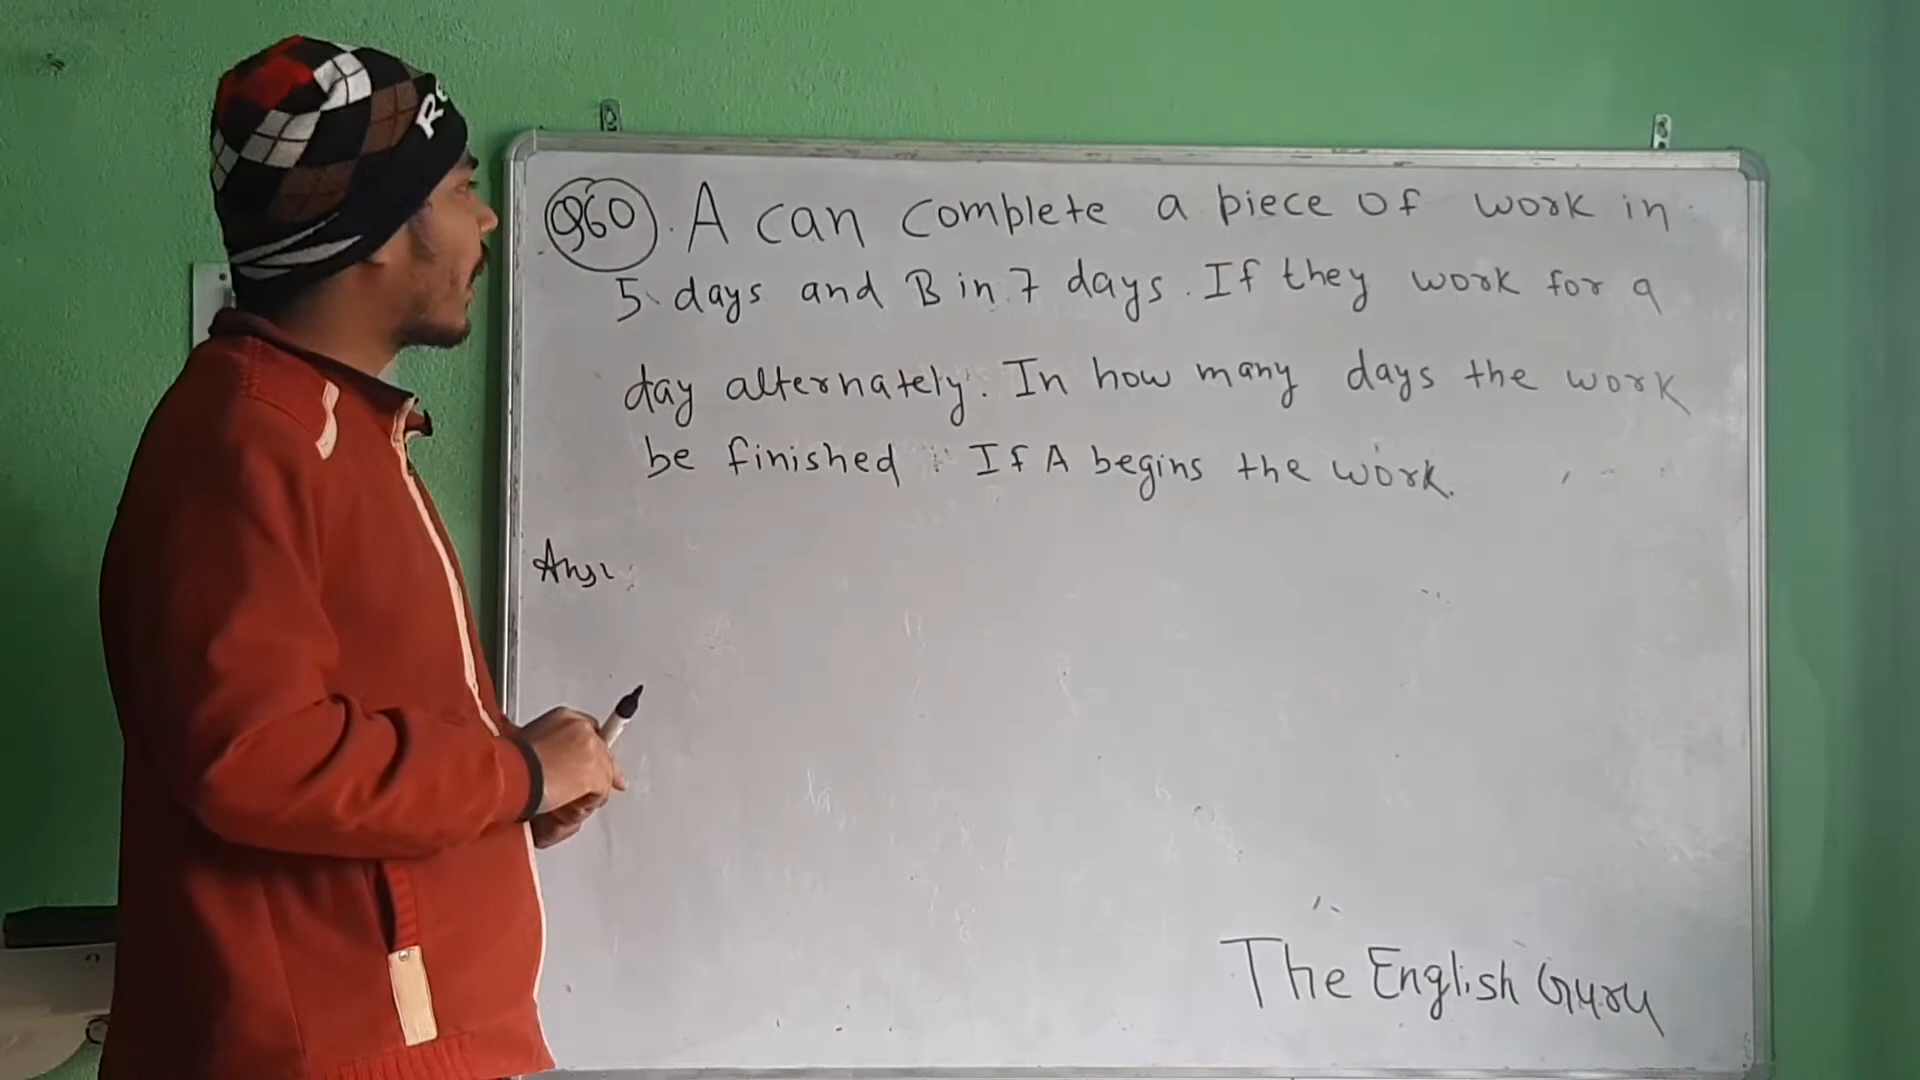 Q60. A can complete a piece of work in
5 days and B in 7 days. If they work for a
day alternately. In how many days the work
be finished. If A begins the work.
Ans:
The English Guru